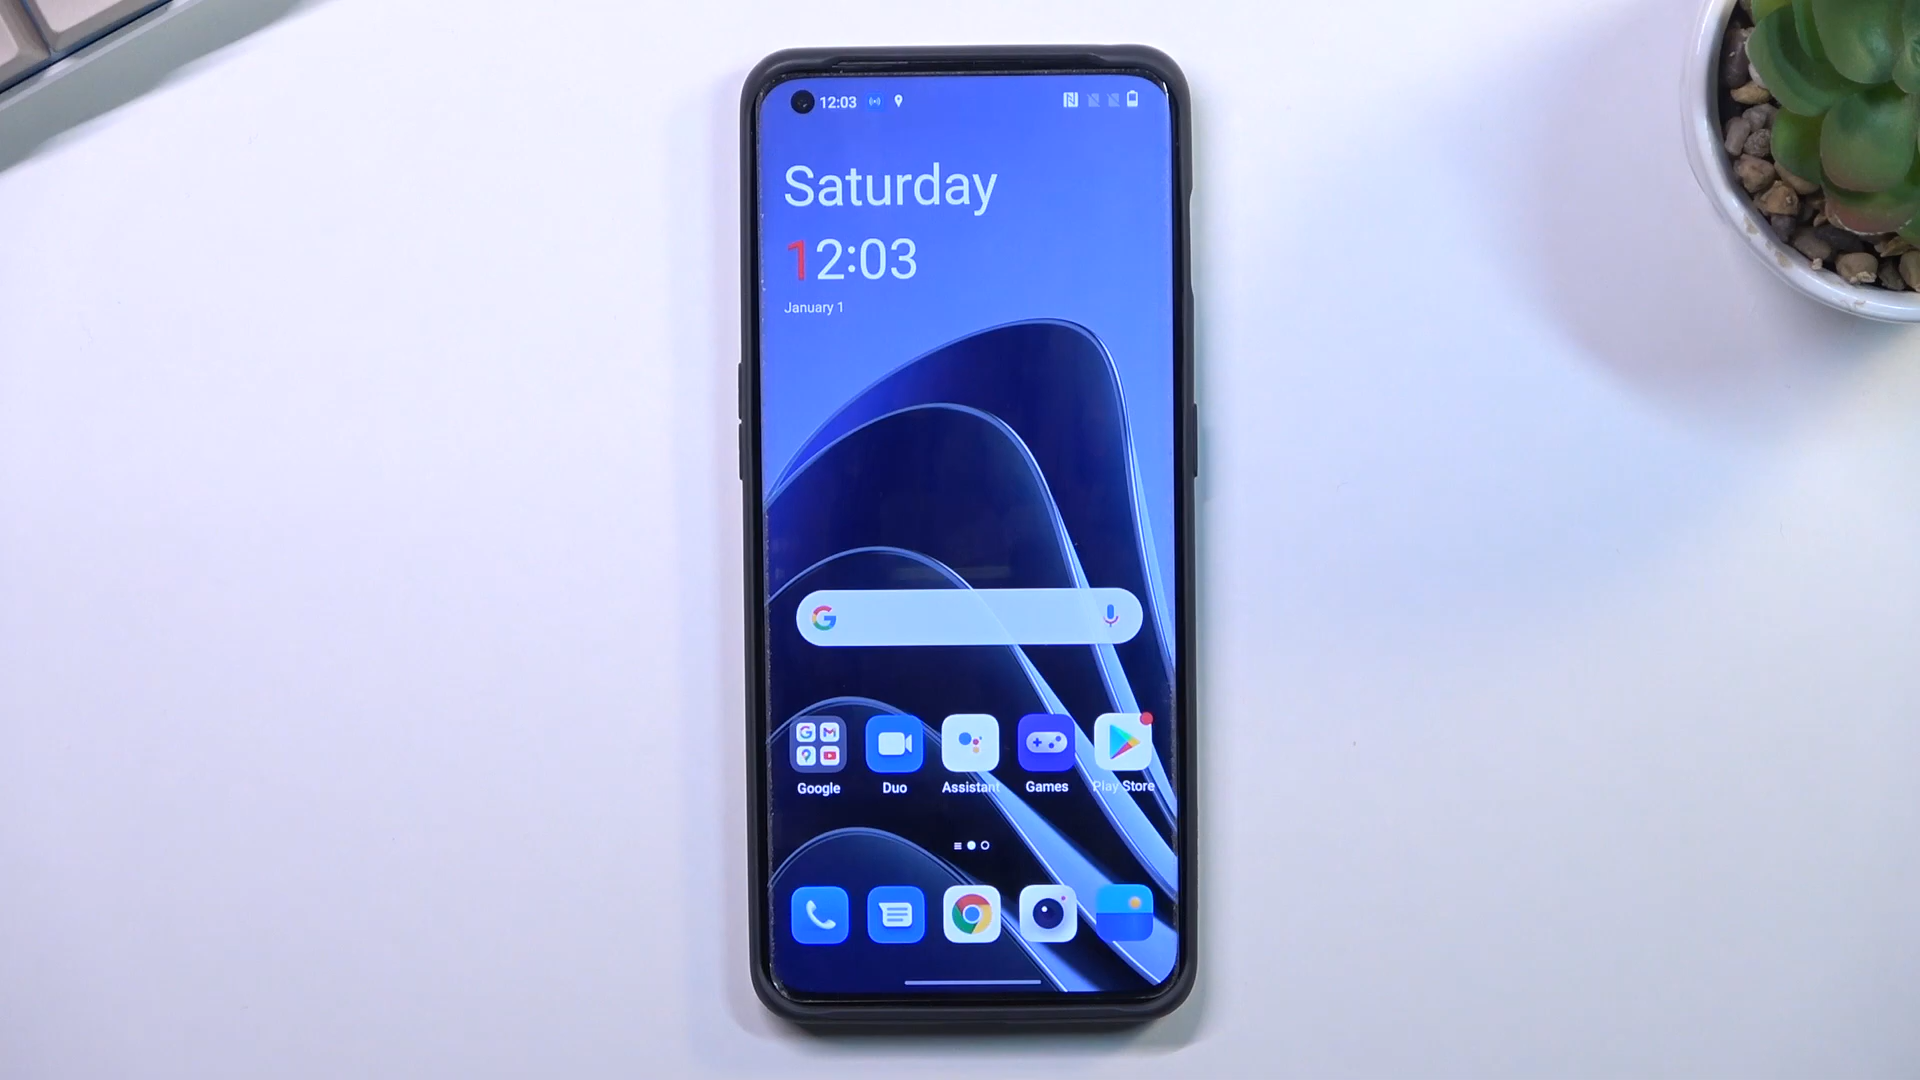 12:03
Saturday
12:03
January 1
Google
Duo
Assistant
Games
Play Store